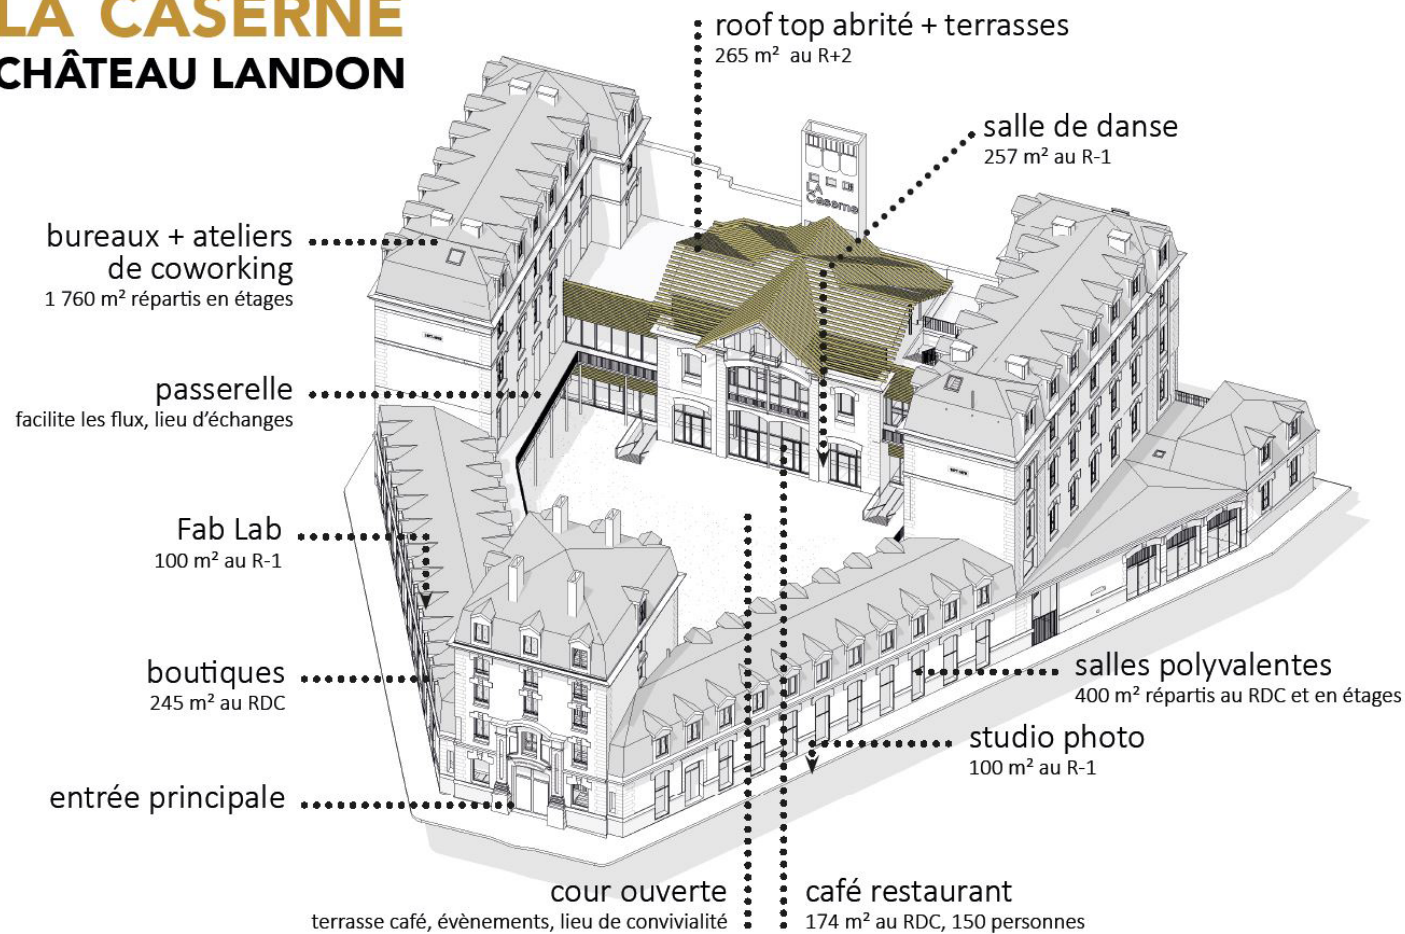 LA CASERNE
CHÂTEAU LANDON
roof top abrité + terrasses
265 m² au R+2
salle de danse
257 m² au R-1
LA
Caserne
bureaux + ateliers
de coworking
1 760 m² répartis en étages
passerelle
facilite les flux, lieu d’échanges
Fab Lab
100 m² au R-1
boutiques
245 m² au RDC
salles polyvalentes
400 m² répartis au RDC et en étages
studio photo
100 m² au R-1
entrée principale
cour ouverte
terrasse café, évènements, lieu de convivialité
café restaurant
174 m² au RDC, 150 personnes